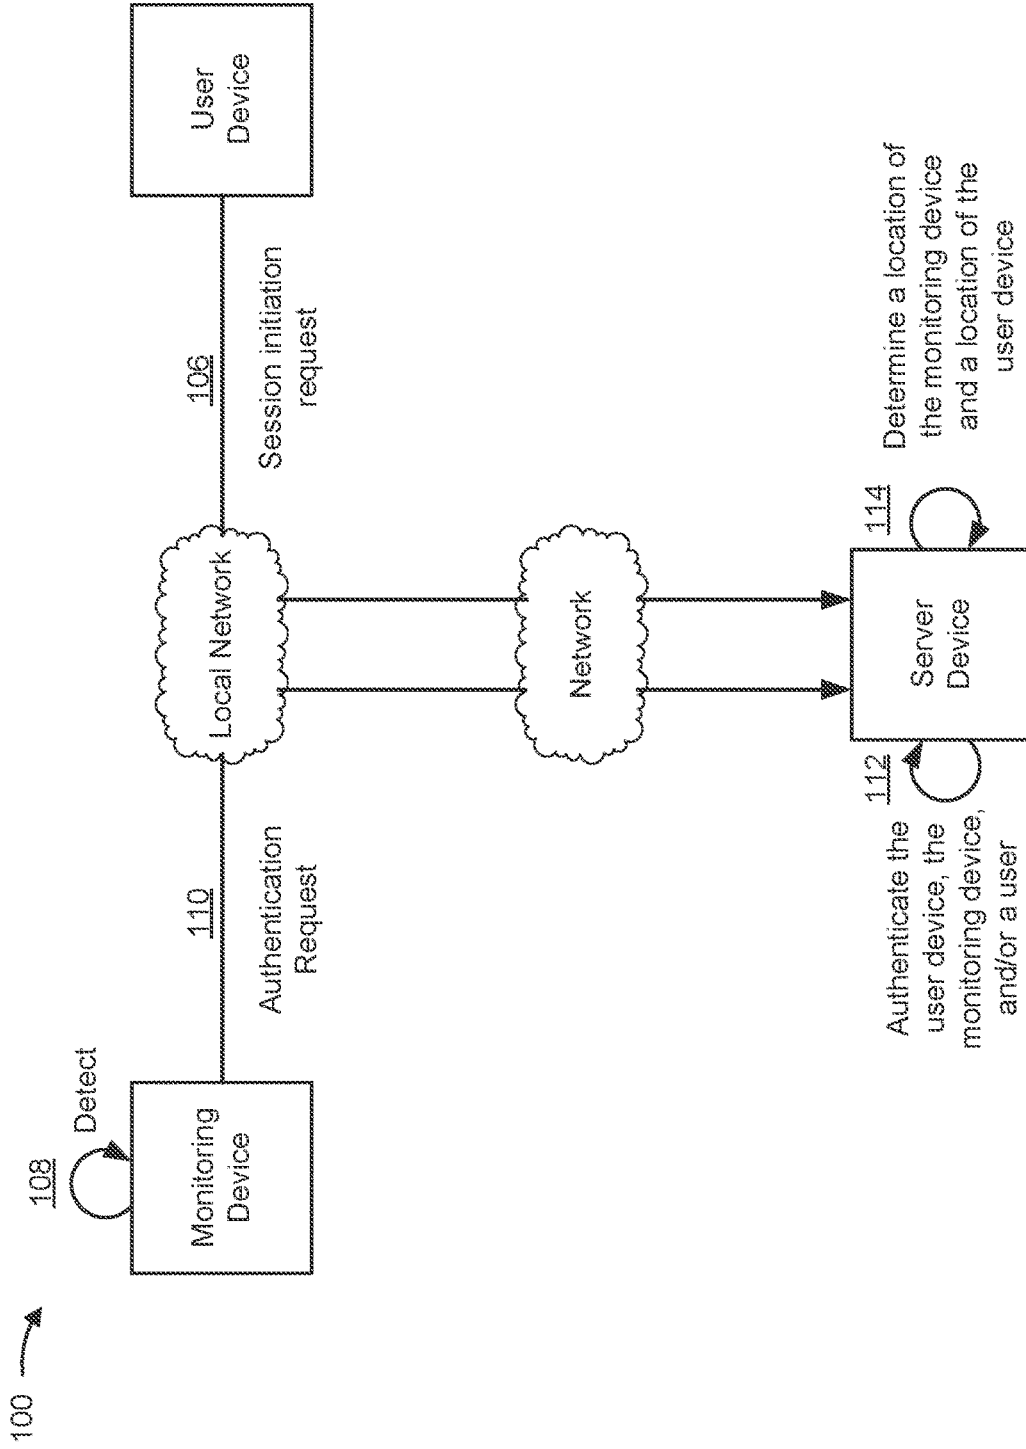 100
108
Detect
Monitoring
Device
110
Authentication
Request
Local Network
106
Session initiation
request
User
Device
Network
112
Authenticate the
user device, the
monitoring device,
and/or a user
Server
Device
114
Determine a location of
the monitoring device
and a location of the
user device